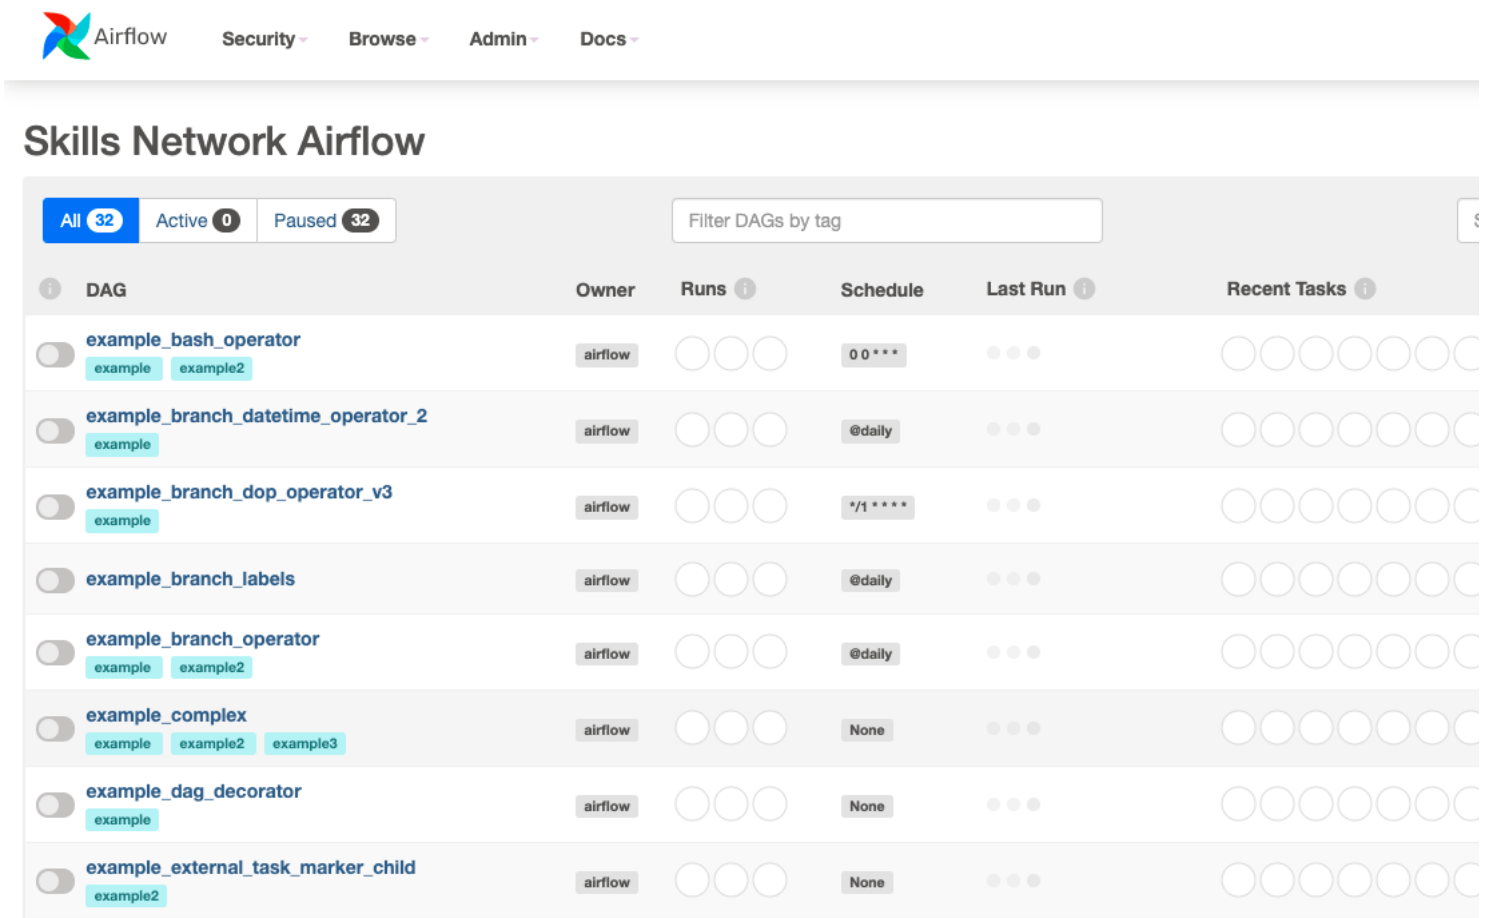 Airflow Security Browse Admin Docs
Skills Network Airflow
All 32 Active 0 Paused 32 Filter DAGs by tag
DAG Owner Runs Schedule Last Run Recent Tasks
example_bash_operator
example example2 airflow 0 0 * * *
example_branch_datetime_operator_2
example airflow @daily
example_branch_dop_operator_v3
example airflow */1 * * * *
example_branch_labels airflow @daily
example_branch_operator
example example2 airflow @daily
example_complex
example example2 example3 airflow None
example_dag_decorator
example airflow None
example_external_task_marker_child
example2 airflow None